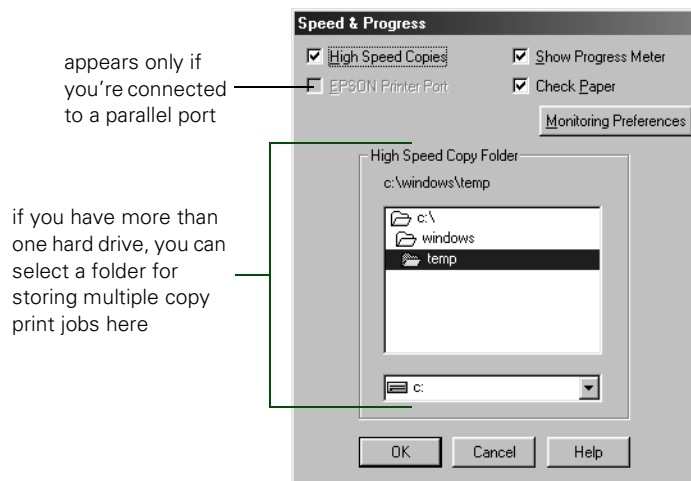 Speed & Progress
High Speed Copies
Show Progress Meter
appears only if
you're connected
to a parallel port
EPSON Printer Port
Check Paper
Monitoring Preferences
High Speed Copy Folder
c:\windows\temp
c:\
windows
temp
if you have more than
one hard drive, you can
select a folder for
storing multiple copy
print jobs here
c:
OK
Cancel
Help